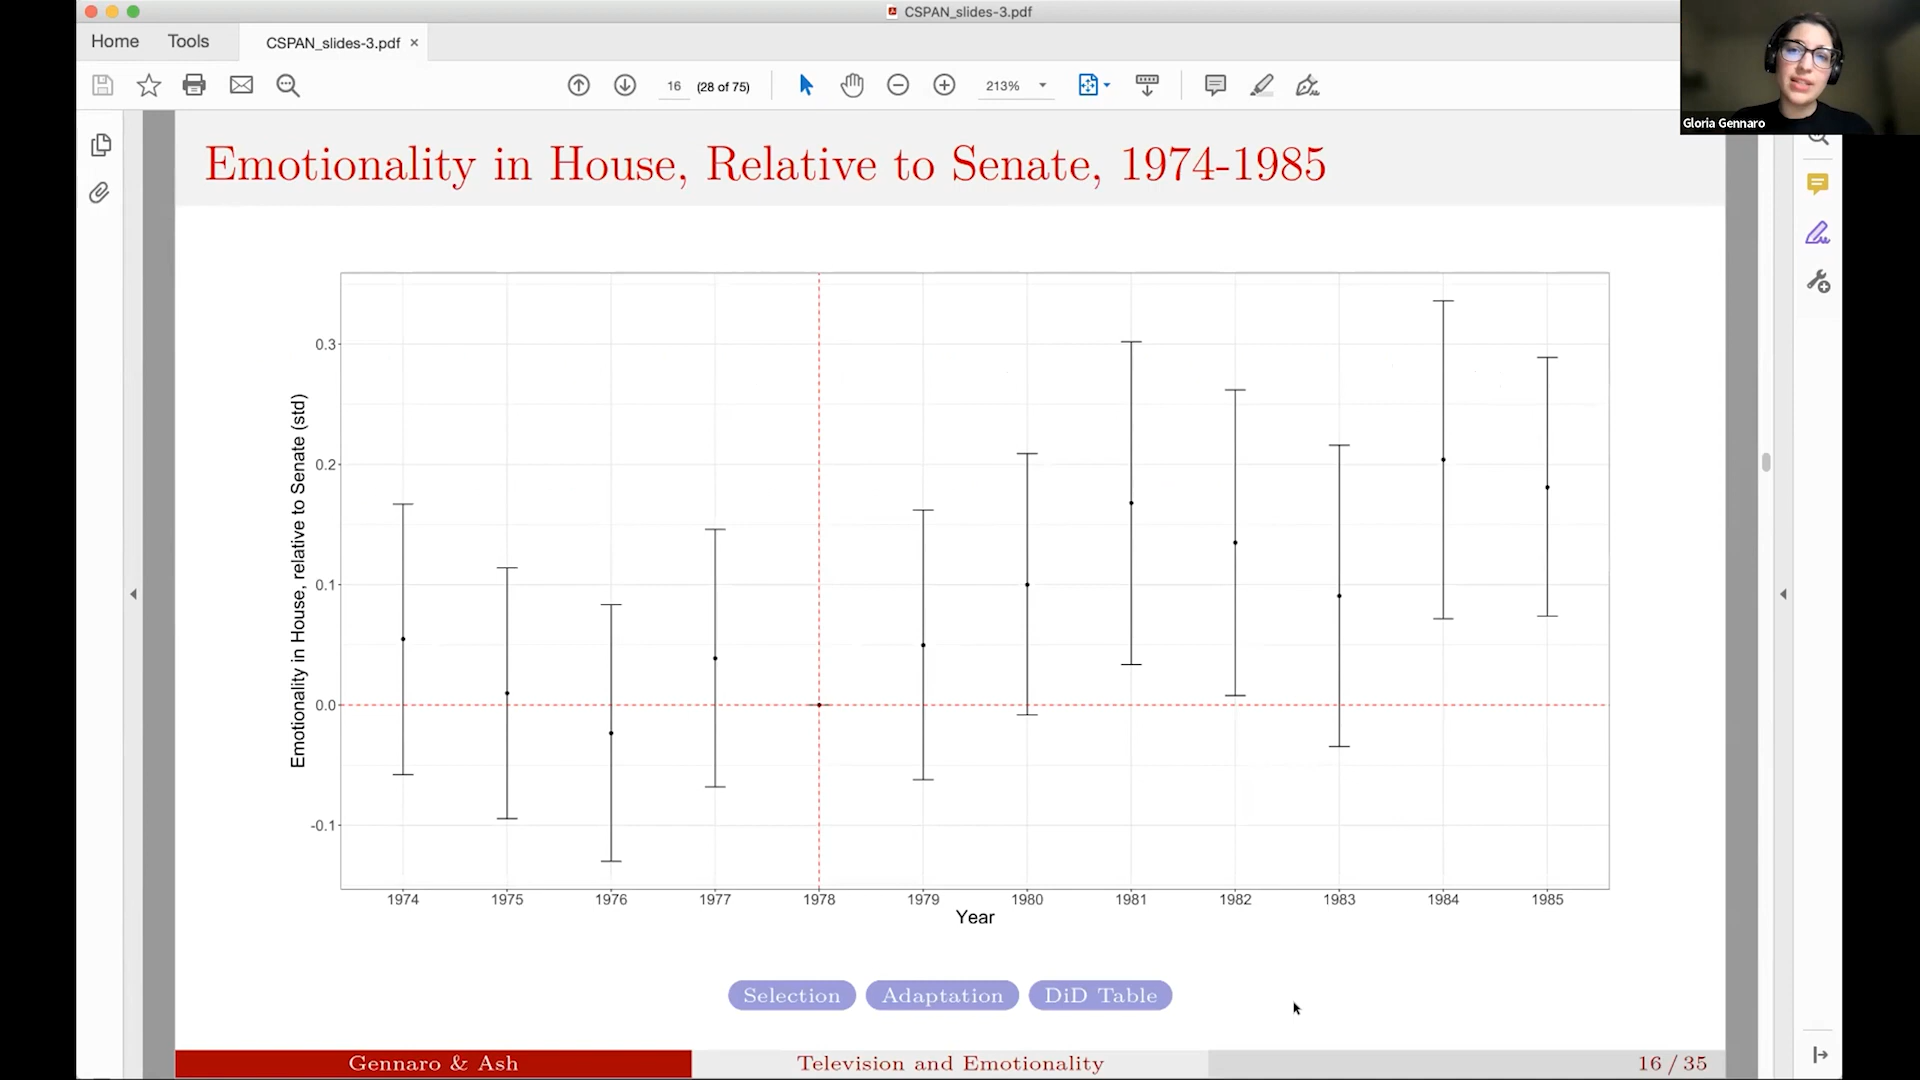 CSPAN_slides-3.pdf
Home Tools CSPAN_slides-3.pdf ×
16 (28 of 75) 213%
Gloria Gennaro
Emotionality in House, Relative to Senate, 1974-1985
Emotionality in House, relative to Senate (std)
0.3
0.2
0.1
0.0
-0.1
1974 1975 1976 1977 1978 1979 1980 1981 1982 1983 1984 1985
Year
Selection Adaptation DiD Table
Gennaro & Ash Television and Emotionality 16 / 35